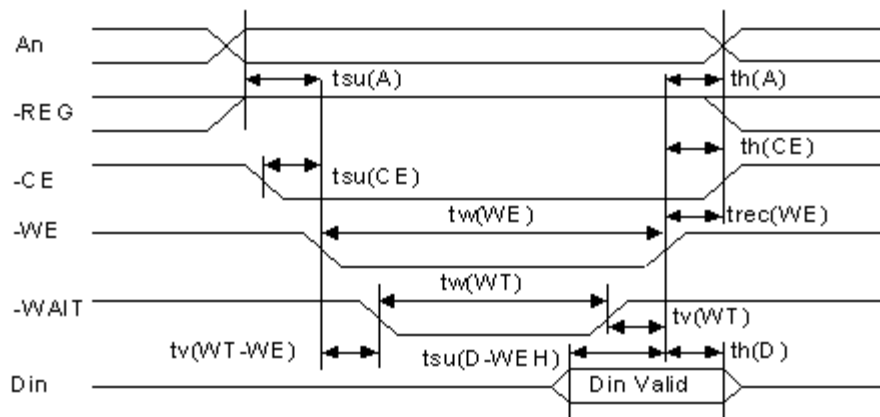 An
tsu(A)
th(A)
-REG
th(CE)
-CE
tsu(CE)
tw(WE)
trec(WE)
-WE
tw(WT)
-WAIT
tv(WT)
tv(WT-WE)
tsu(D-WEH)
th(D)
Din
Din Valid